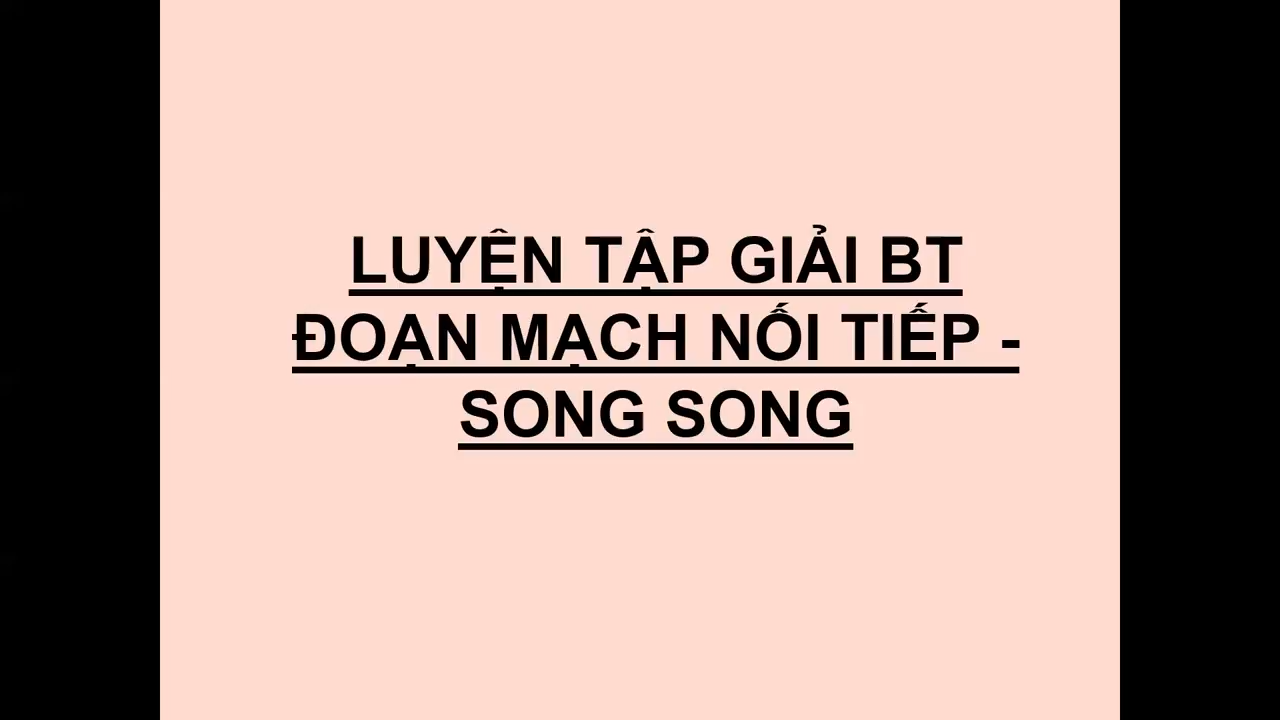 LUYỆN TẬP GIẢI BT
ĐOẠN MẠCH NỐI TIẾP -
SONG SONG